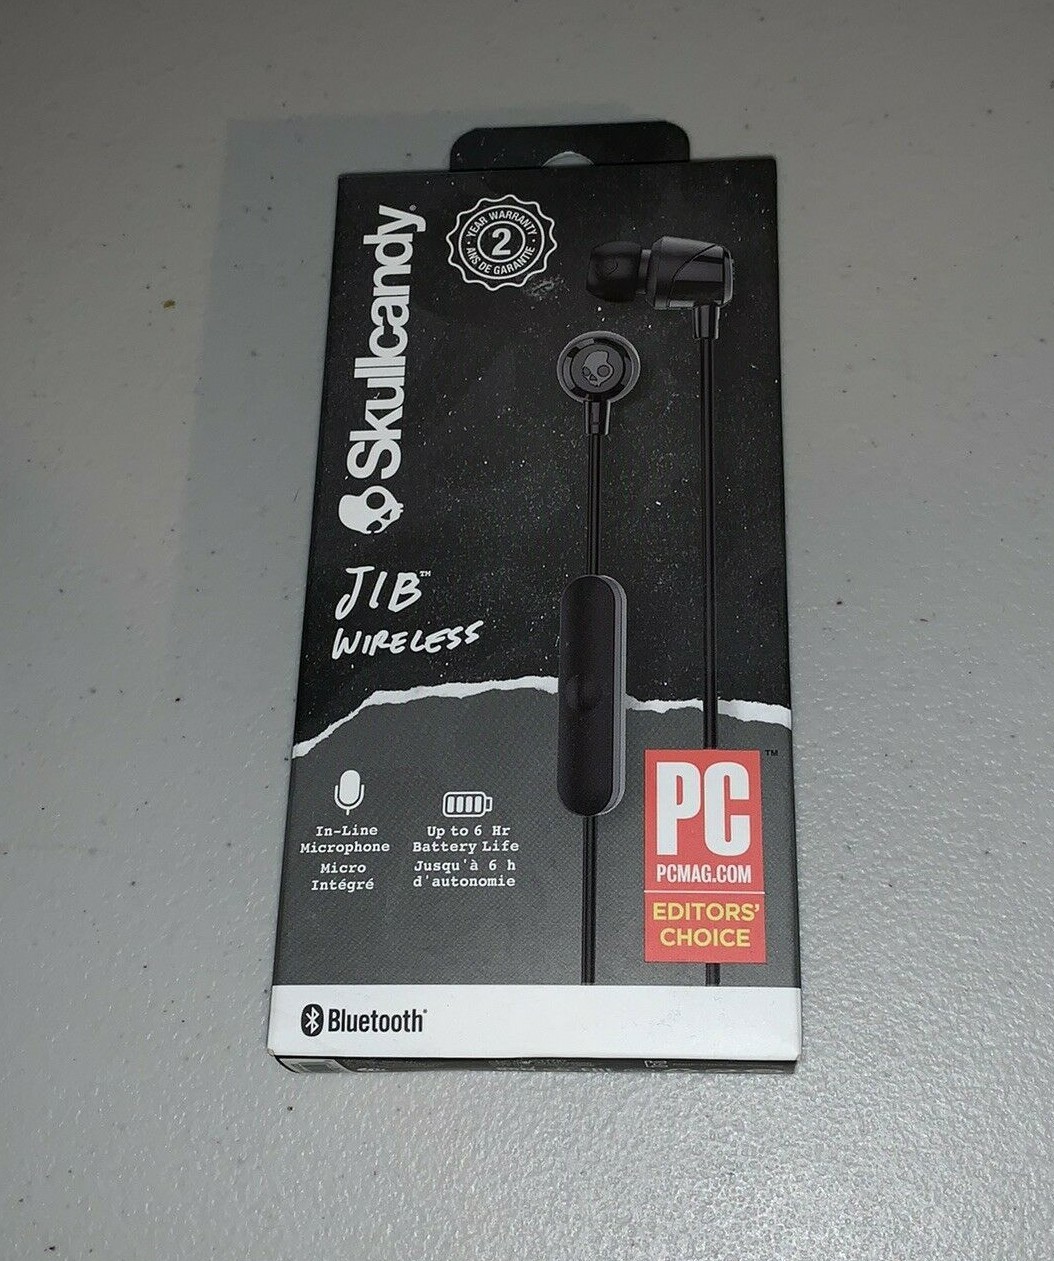 Skullcandy®
YEAR WARRANTY
2
ANS DE GARANTIE
JIB™
WIRELESS
In-Line
Microphone
Micro
Intégré
Up to 6 Hr
Battery Life
Jusqu'à 6 h
d'autonomie
PC™
PCMAG.COM
EDITORS'
CHOICE
Bluetooth®